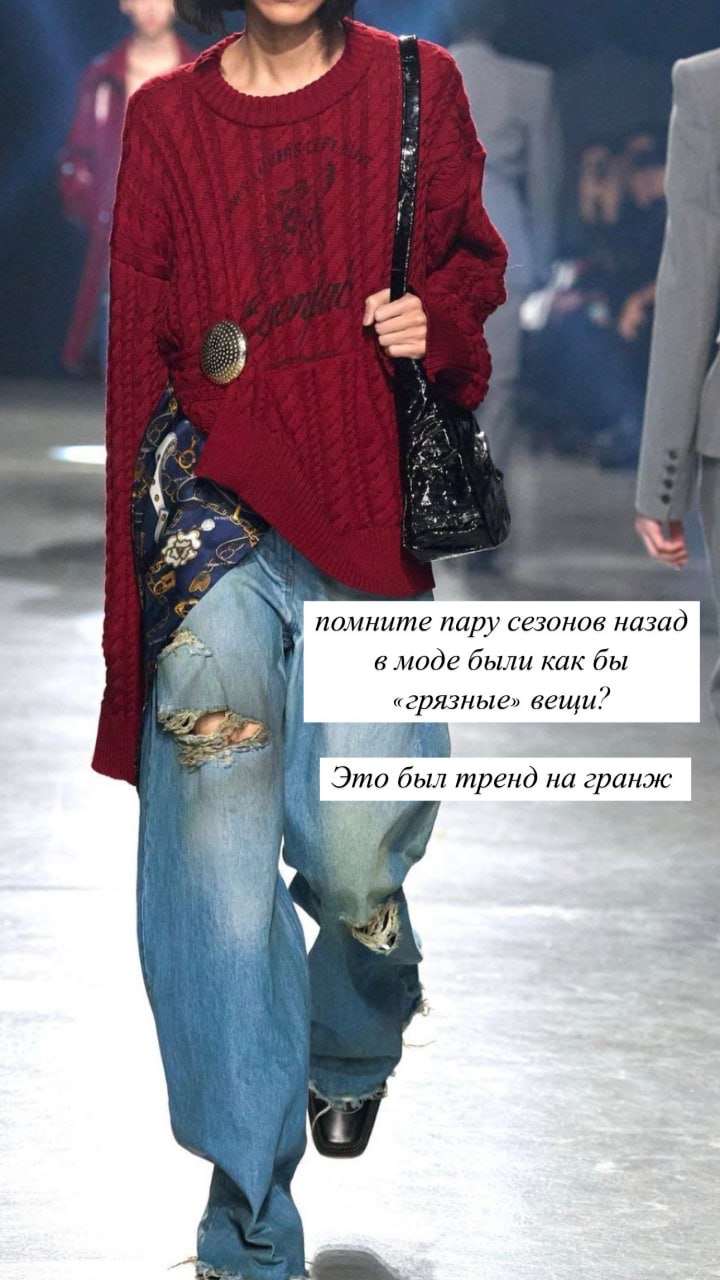 помните пару сезонов назад
в моде были как бы
«грязные» вещи?
Это был тренд на гранж